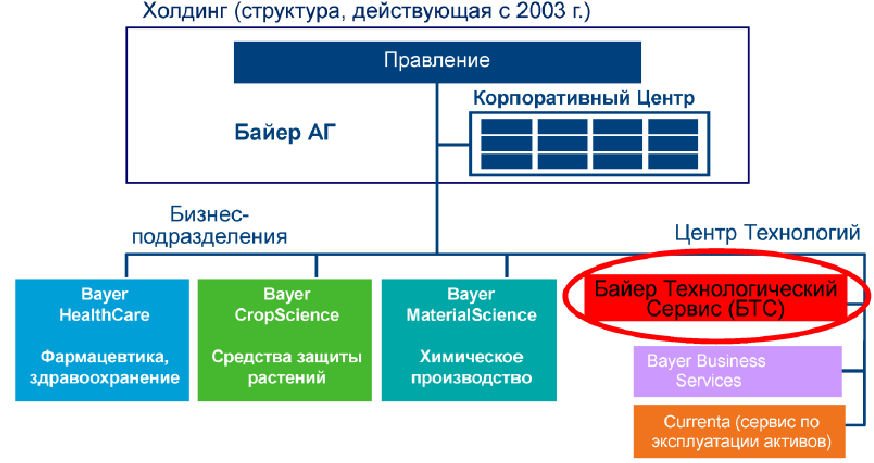 Холдинг (структура, действующая с 2003 г.)
Правление
Корпоративный Центр
Байер АГ
Бизнес-
подразделения
Центр Технологий
Bayer
HealthCare
Фармацевтика,
здравоохранение
Bayer
CropScience
Средства защиты
растений
Bayer
MaterialScience
Химическое
производство
Байер Технологический
Сервис (БТС)
Bayer Business
Services
Currenta (сервис по
эксплуатации активов)